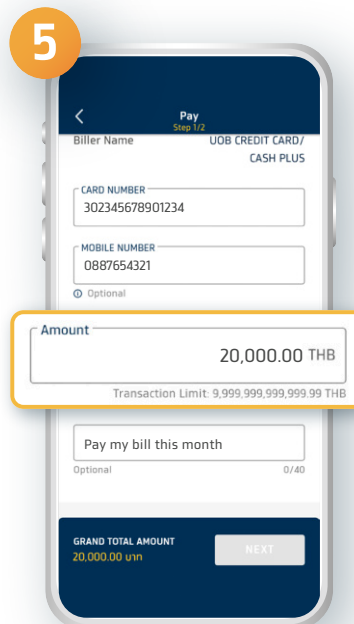 5
Pay
Step 1/2
Biller Name UOB CREDIT CARD/
CASH PLUS
CARD NUMBER
302345678901234
MOBILE NUMBER
0887654321
Optional
Amount
20,000.00 THB
Transaction Limit: 9,999,999,999,999.99 THB
Pay my bill this month
Optional 0/40
GRAND TOTAL AMOUNT
20,000.00 บาท
NEXT